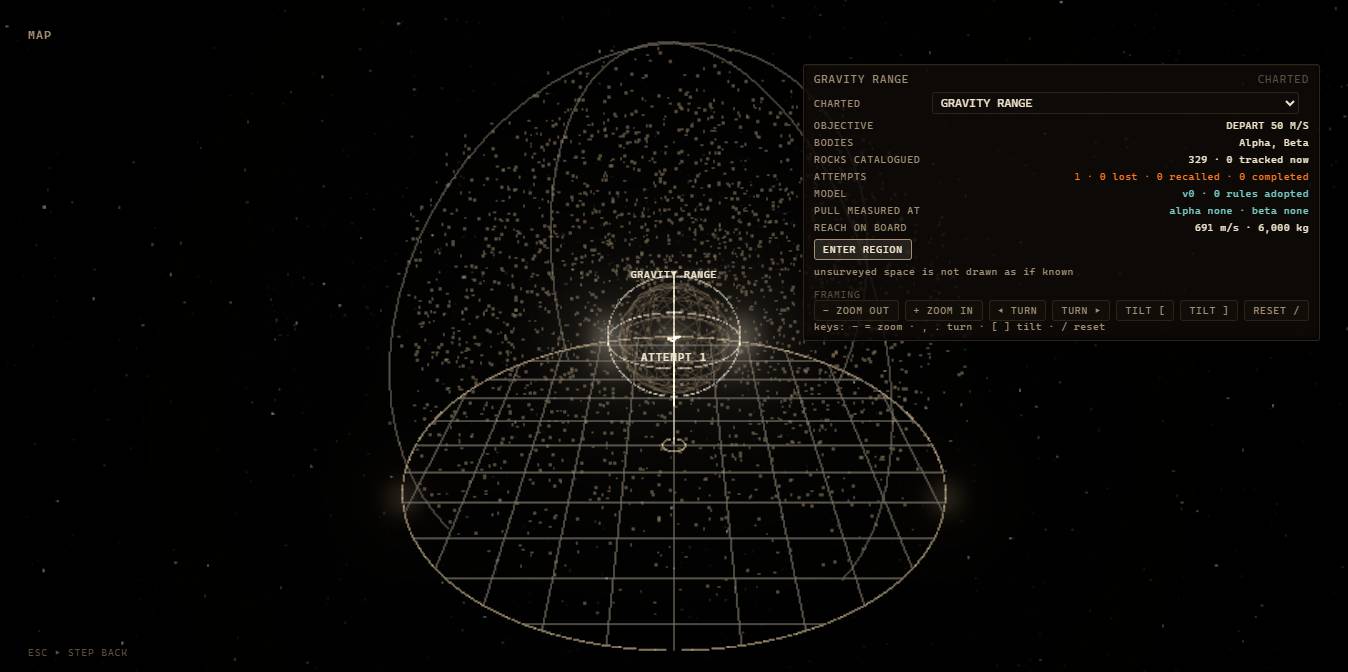 MAP
GRAVITY RANGE CHARTED
CHARTED GRAVITY RANGE
OBJECTIVE DEPART 50 M/S
BODIES Alpha, Beta
ROCKS CATALOGUED 329 · 0 tracked now
ATTEMPTS 1 · 0 lost · 0 recalled · 0 completed
MODEL v0 · 0 rules adopted
PULL MEASURED AT alpha none · beta none
REACH ON BOARD 691 m/s · 6,000 kg
ENTER REGION
unsurveyed space is not drawn as if known
FRAMING
− ZOOM OUT + ZOOM IN ◂ TURN TURN ▸ TILT [ TILT ] RESET /
keys: − = zoom · , . turn · [ ] tilt · / reset
GRAVITY RANGE
ATTEMPT 1
ESC ▸ STEP BACK